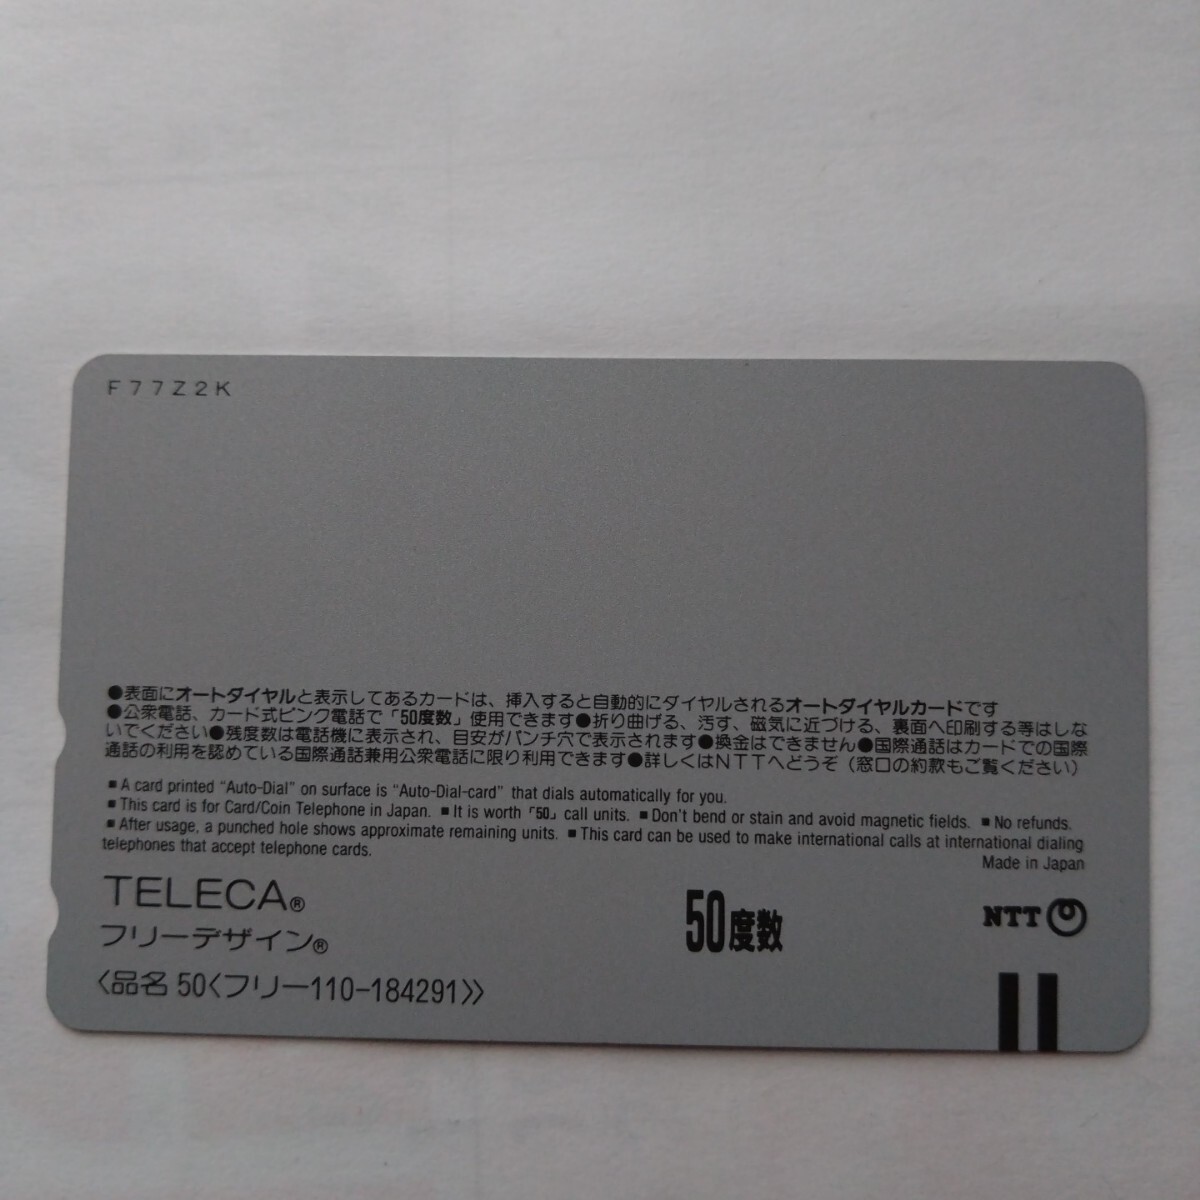 F77Z2K
●表面にオートダイヤルと表示してあるカードは、挿入すると自動的にダイヤルされるオートダイヤルカードです
●公衆電話、カード式ピンク電話で「50度数」使用できます●折り曲げる、汚す、磁気に近づける、裏面へ印刷する等はしな
いでください●残度数は電話機に表示され、目安がパンチ穴で表示されます●換金はできません●国際通話はカードでの国際
通話の利用を認めている国際通話兼用公衆電話に限り利用できます●詳しくはNTTへどうぞ（窓口の約款もご覧ください）
■A card printed “Auto-Dial” on surface is “Auto-Dial-card” that dials automatically for you.
■This card is for Card/Coin Telephone in Japan. ■It is worth「50」call units. ■Don't bend or stain and avoid magnetic fields. ■No refunds.
■After usage, a punched hole shows approximate remaining units. ■This card can be used to make international calls at international dialing
telephones that accept telephone cards.
Made in Japan
TELECA®
フリーデザイン®
50度数
NTT
〈品名 50〈フリー110-184291〉〉